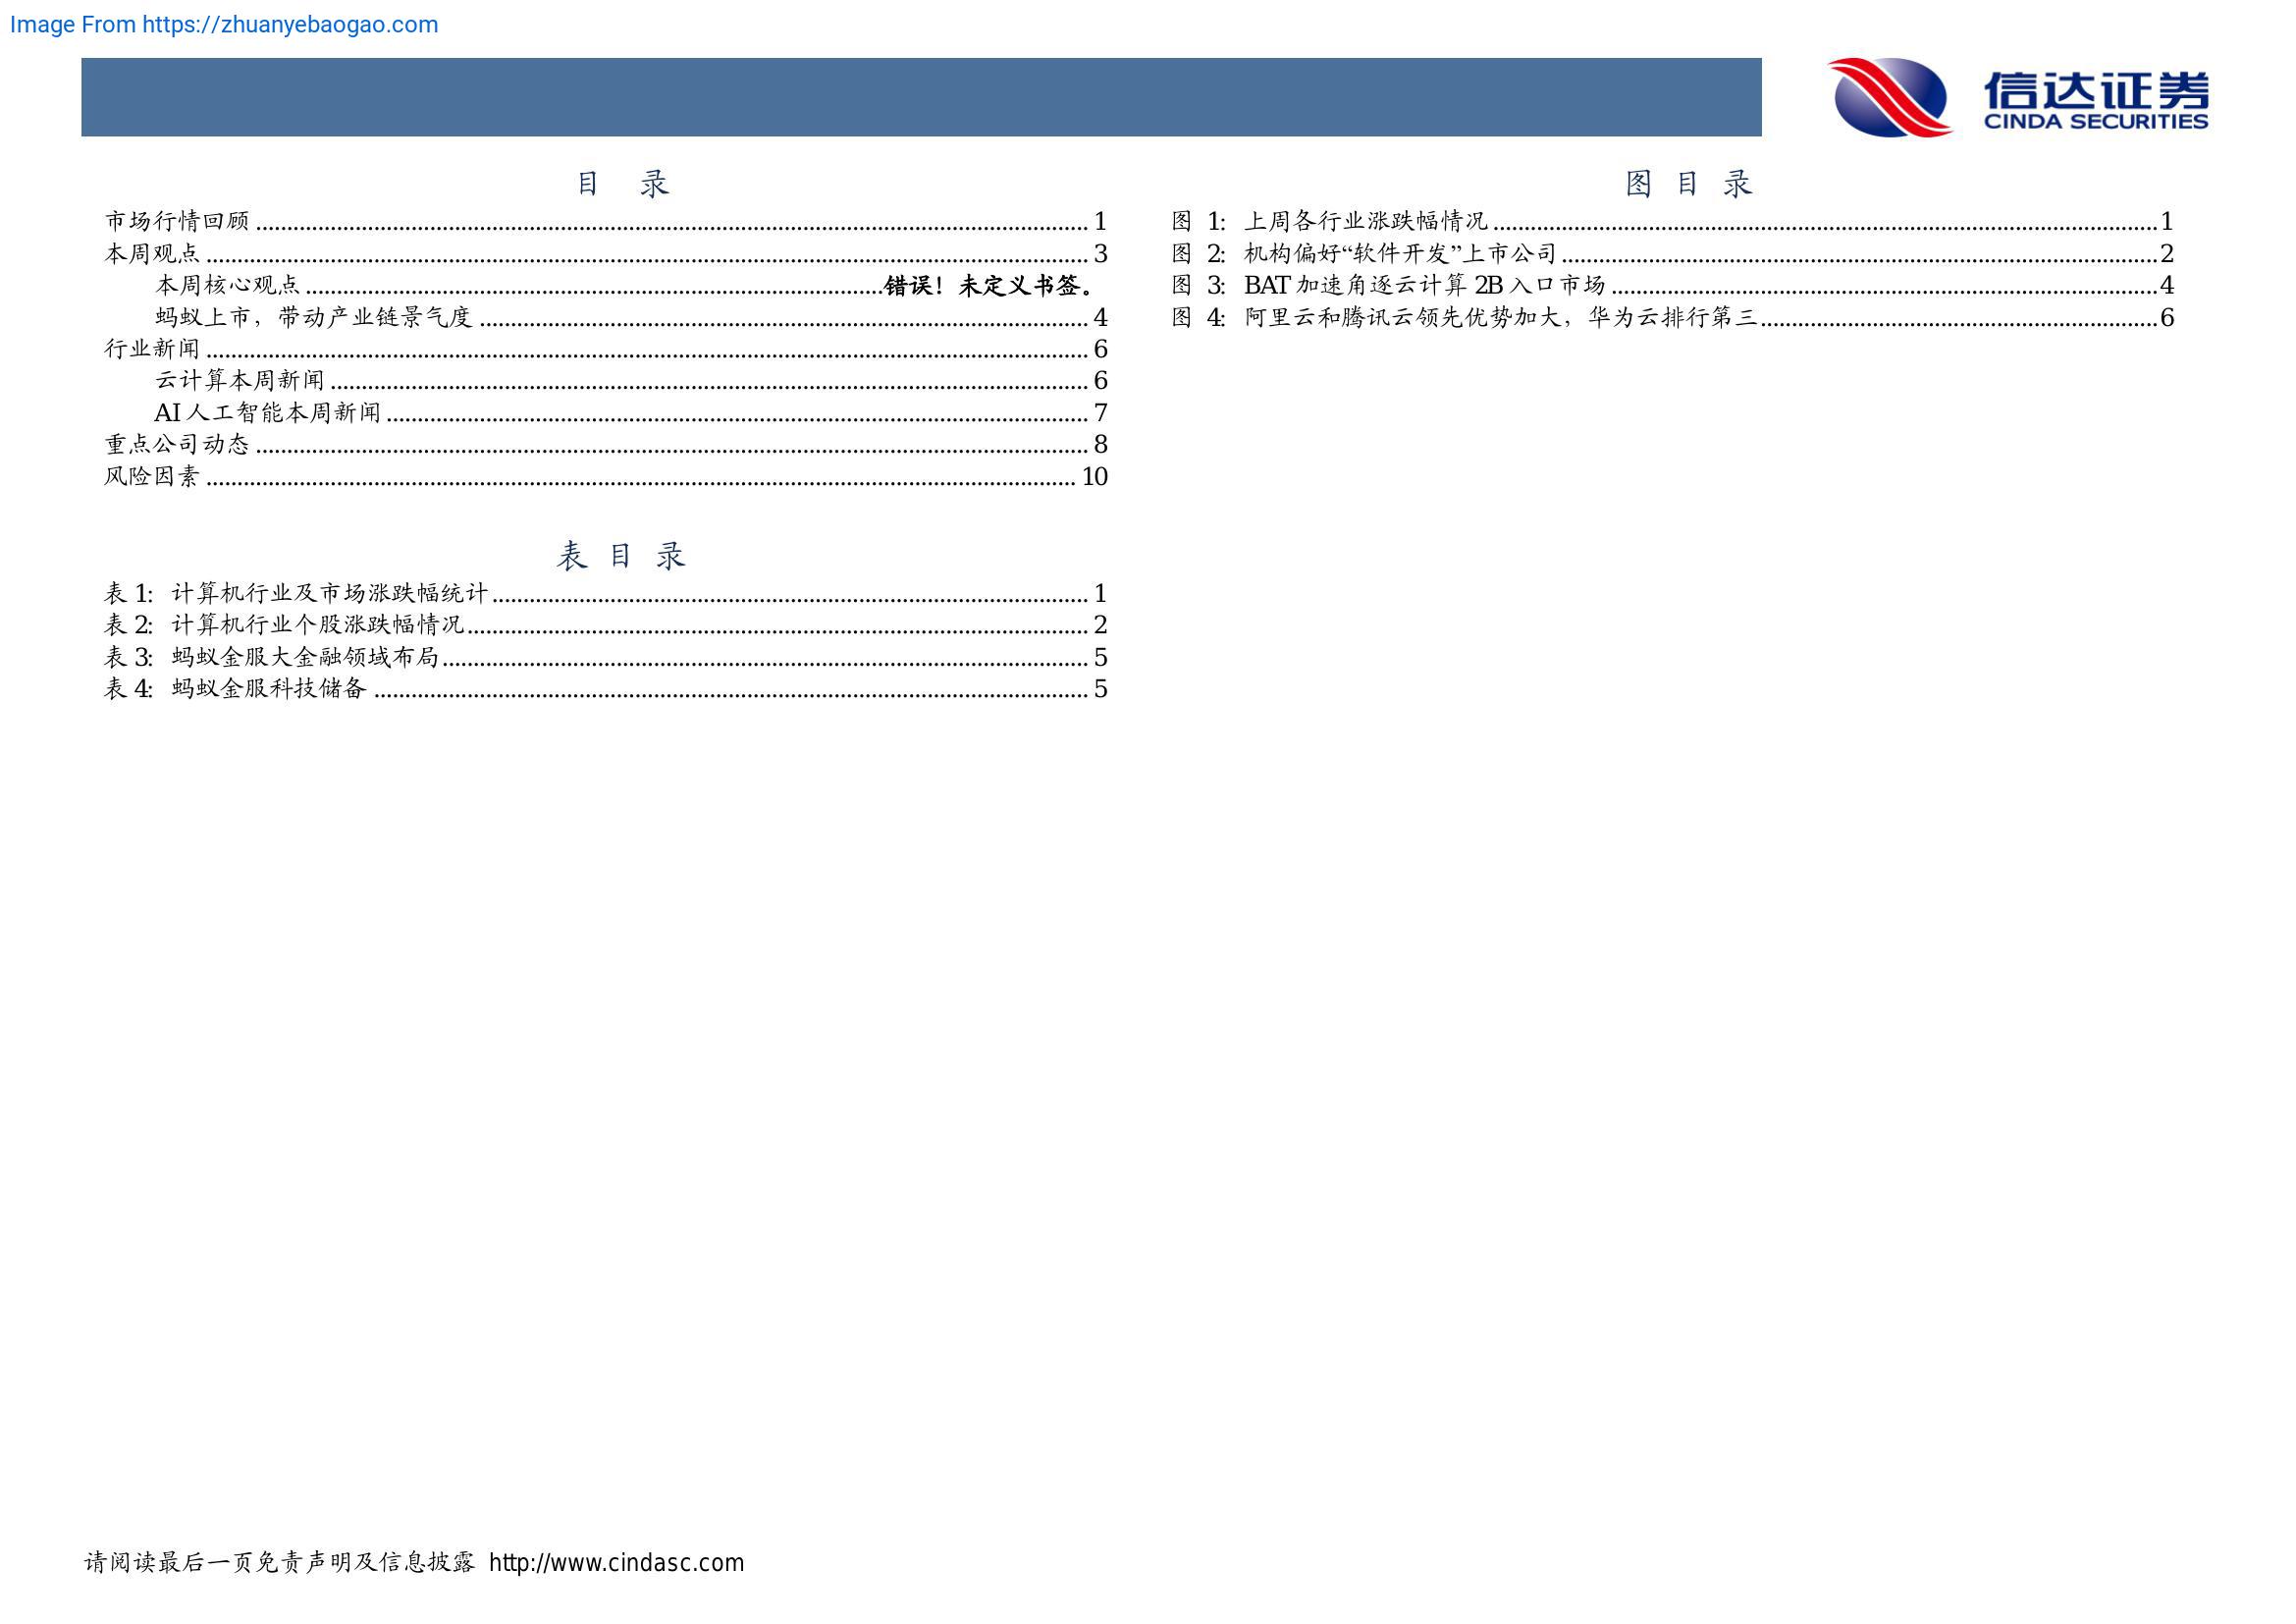 Image From https://zhuanyebaogao.com
信达证券
CINDA SECURITIES
目 录
市场行情回顾 ........................................ 1
本周观点 ........................................ 3
本周核心观点 ........................................错误！未定义书签。
蚂蚁上市，带动产业链景气度 ........................................ 4
行业新闻 ........................................ 6
云计算本周新闻 ........................................ 6
AI 人工智能本周新闻 ........................................ 7
重点公司动态 ........................................ 8
风险因素 ........................................ 10
表 目 录
表 1: 计算机行业及市场涨跌幅统计 ........................................ 1
表 2: 计算机行业个股涨跌幅情况 ........................................ 2
表 3: 蚂蚁金服大金融领域布局 ........................................ 5
表 4: 蚂蚁金服科技储备 ........................................ 5
图 目 录
图 1: 上周各行业涨跌幅情况 ........................................ 1
图 2: 机构偏好“软件开发”上市公司 ........................................ 2
图 3: BAT 加速角逐云计算 2B 入口市场 ........................................ 4
图 4: 阿里云和腾讯云领先优势加大，华为云排行第三 ........................................ 6
请阅读最后一页免责声明及信息披露 http://www.cindasc.com